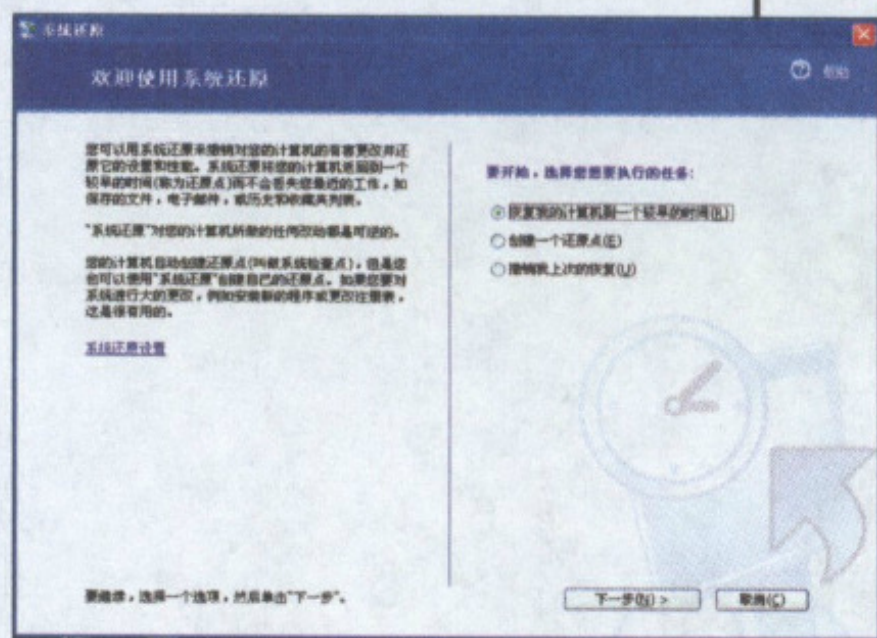 系统还原
欢迎使用系统还原
帮助
您可以用系统还原来撤销对您的计算机的有害更改并还
原它的设置和性能。系统还原将您的计算机返回到一个
较早的时间(称为还原点)而不会丢失您最近的工作，如
保存的文件，电子邮件，或历史和收藏夹列表。
"系统还原"对您的计算机所做的任何改动都是可逆的。
您的计算机自动创建还原点(叫做系统检查点)，但是您
也可以使用"系统还原"创建自己的还原点。如果您要对
系统进行大的更改，例如安装新的程序或更改注册表，
这是很有用的。
系统还原设置
要继续，选择一个选项，然后单击"下一步"。
要开始，选择您想要执行的任务:
恢复我的计算机到一个较早的时间(R)
创建一个还原点(E)
撤销我上次的恢复(U)
下一步(N) >
取消(C)